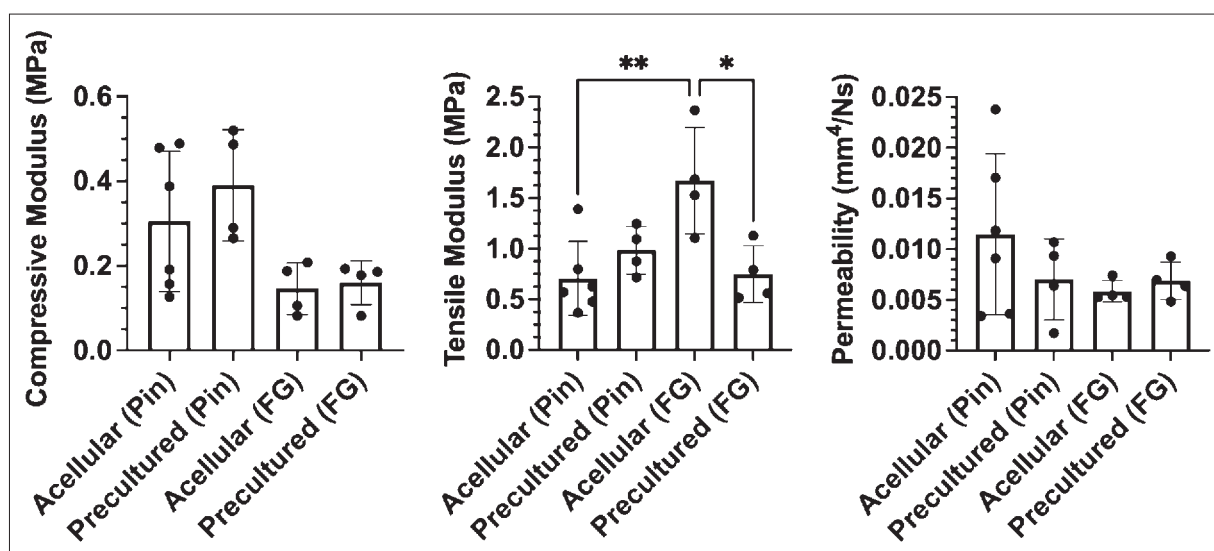 Compressive Modulus (MPa)
0.6
0.4
0.2
0.0
Acellular (Pin)
Precultured (Pin)
Acellular (FG)
Precultured (FG)
Tensile Modulus (MPa)
2.5
2.0
1.5
1.0
0.5
0.0
**
*
Acellular (Pin)
Precultured (Pin)
Acellular (FG)
Precultured (FG)
Permeability (mm⁴/Ns)
0.025
0.020
0.015
0.010
0.005
0.000
Acellular (Pin)
Precultured (Pin)
Acellular (FG)
Precultured (FG)